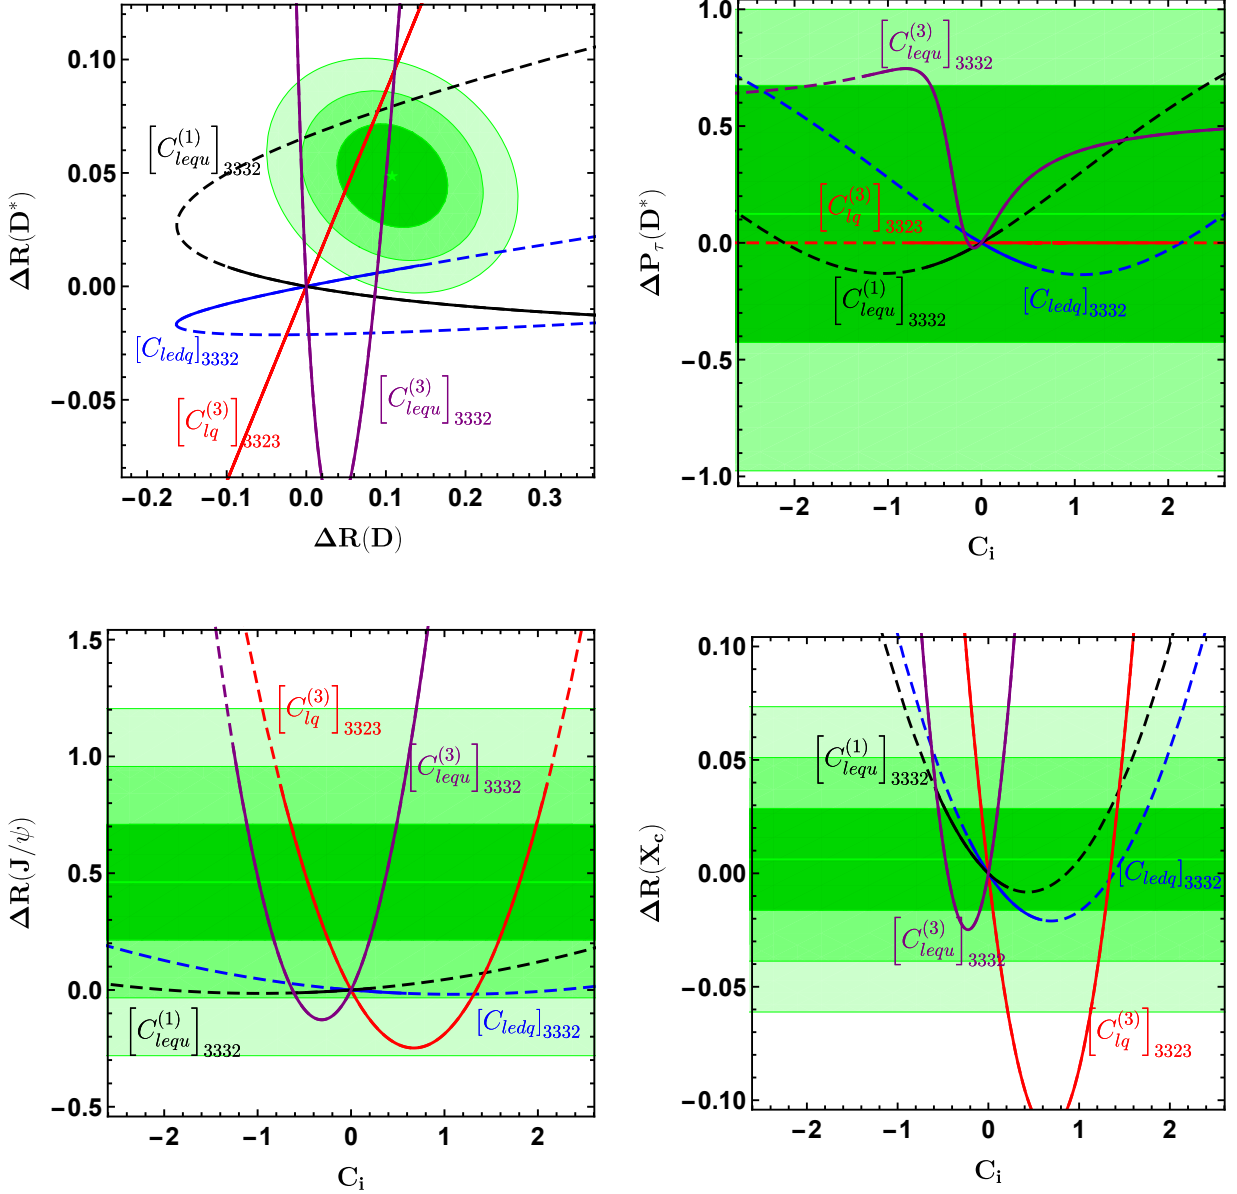 0.10
0.05
0.00
−0.05
ΔR(D*)
[C_{lequ}^{(1)}]_{3332}
[C_{ledq}]_{3332}
[C_{lq}^{(3)}]_{3323}
[C_{lequ}^{(3)}]_{3332}
−0.2 −0.1 0.0 0.1 0.2 0.3
ΔR(D)
1.0
0.5
0.0
−0.5
−1.0
ΔP_τ(D*)
[C_{lequ}^{(3)}]_{3332}
[C_{lq}^{(3)}]_{3323}
[C_{lequ}^{(1)}]_{3332}
[C_{ledq}]_{3332}
−2 −1 0 1 2
C_i
1.5
1.0
0.5
0.0
−0.5
ΔR(J/ψ)
[C_{lq}^{(3)}]_{3323}
[C_{lequ}^{(3)}]_{3332}
[C_{lequ}^{(1)}]_{3332}
[C_{ledq}]_{3332}
−2 −1 0 1 2
C_i
0.10
0.05
0.00
−0.05
−0.10
ΔR(X_c)
[C_{lequ}^{(1)}]_{3332}
[C_{ledq}]_{3332}
[C_{lequ}^{(3)}]_{3332}
[C_{lq}^{(3)}]_{3323}
−2 −1 0 1 2
C_i